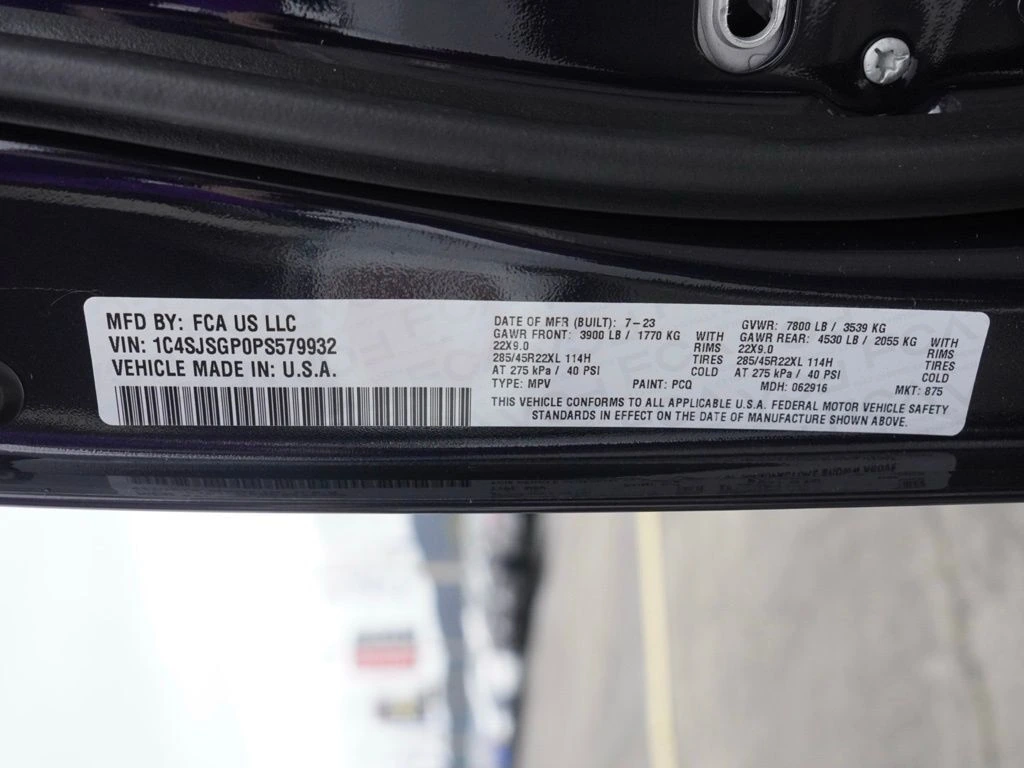 MFD BY: FCA US LLC
VIN: 1C4SJSGP0PS579932
VEHICLE MADE IN: U.S.A.
DATE OF MFR (BUILT): 7-23
GAWR FRONT: 3900 LB / 1770 KG WITH
22X9.0 RIMS
285/45R22XL 114H TIRES
AT 275 kPa / 40 PSI COLD
TYPE: MPV PAINT: PCQ
GVWR: 7800 LB / 3539 KG
GAWR REAR: 4530 LB / 2055 KG WITH
22X9.0 RIMS
285/45R22XL 114H TIRES
AT 275 kPa / 40 PSI COLD
MDH: 062916 MKT: 875
THIS VEHICLE CONFORMS TO ALL APPLICABLE U.S.A. FEDERAL MOTOR VEHICLE SAFETY
STANDARDS IN EFFECT ON THE DATE OF MANUFACTURE SHOWN ABOVE.